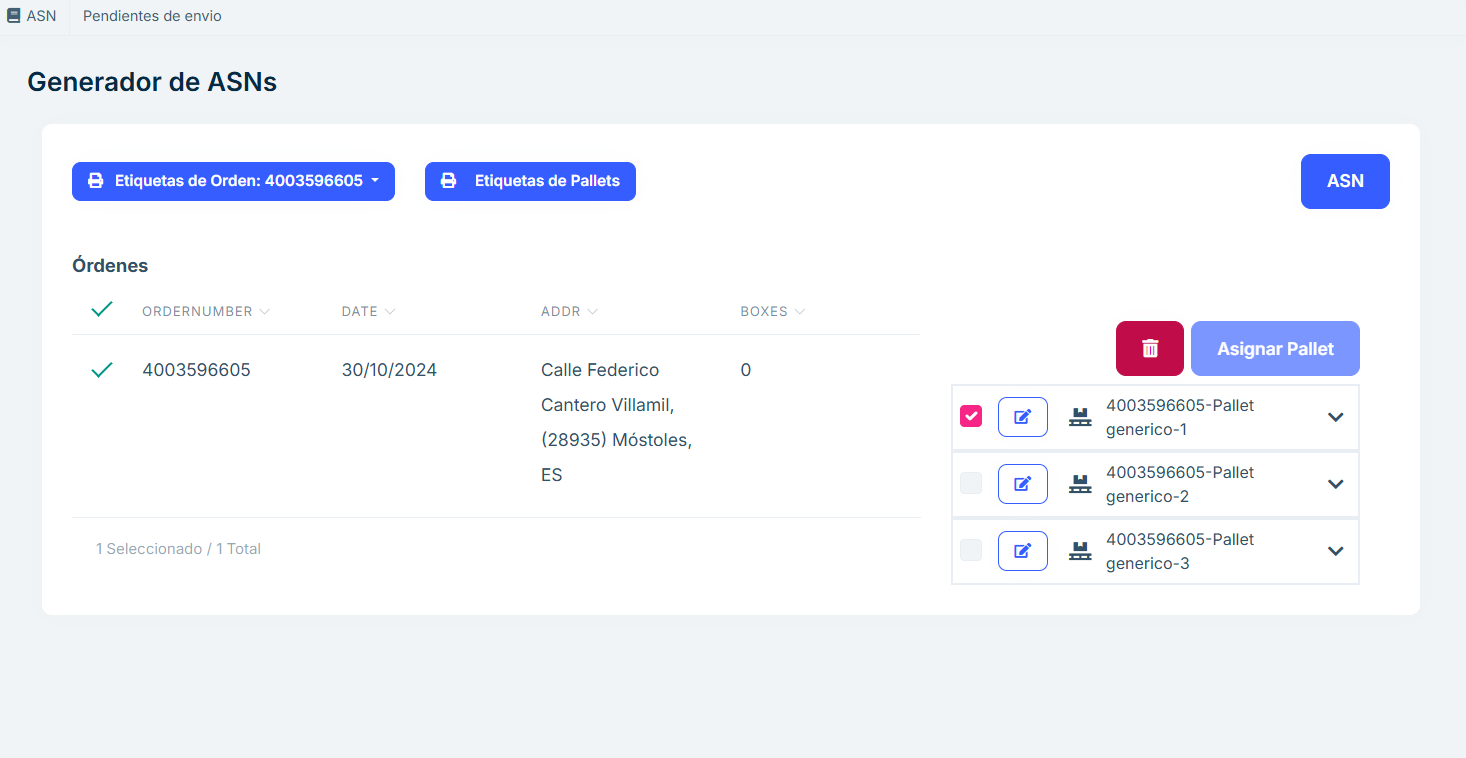 ASN
Pendientes de envio
Generador de ASNs
Etiquetas de Orden: 4003596605
Etiquetas de Pallets
ASN
Órdenes
ORDERNUMBER
DATE
ADDR
BOXES
4003596605
30/10/2024
Calle Federico
Cantero Villamil,
(28935) Móstoles,
ES
0
1 Seleccionado / 1 Total
Asignar Pallet
4003596605-Pallet
generico-1
4003596605-Pallet
generico-2
4003596605-Pallet
generico-3